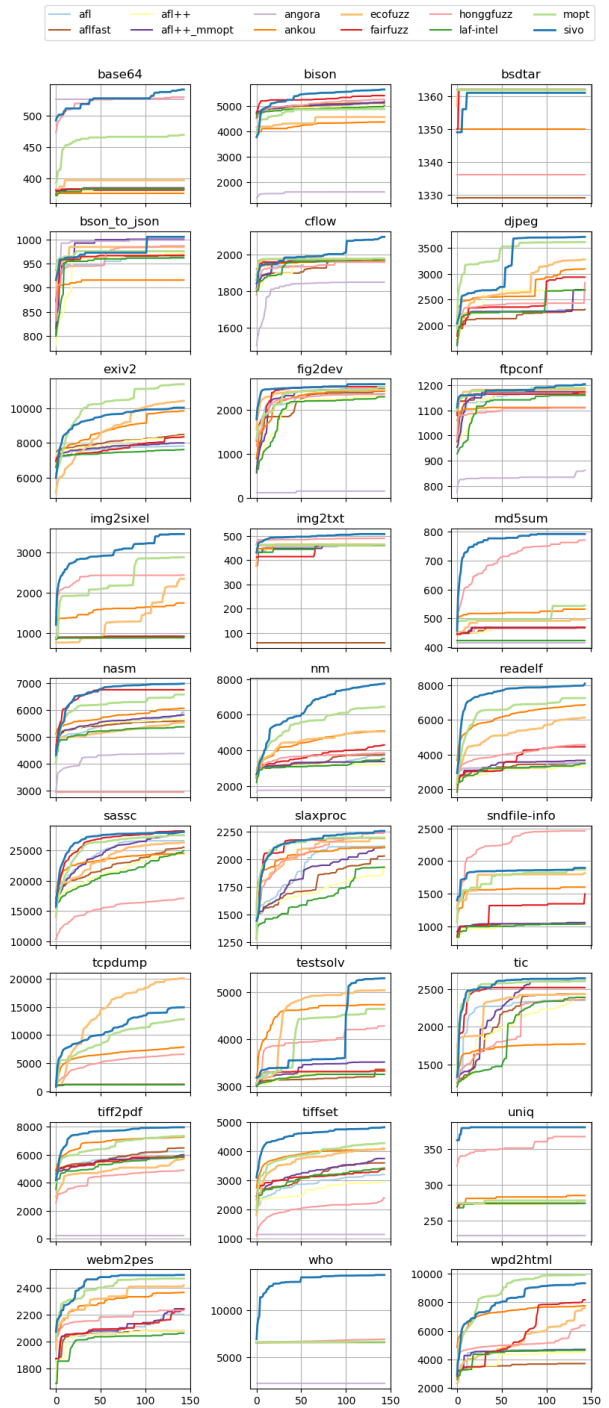 afl afl++ angora ecofuzz honggfuzz mopt
aflfast afl++_mmopt ankou fairfuzz laf-intel sivo
base64 bison bsdtar
500 400
5000 4000 3000 2000
1360 1350 1340 1330
bson_to_json cflow djpeg
1000 950 900 850 800
2000 1800 1600
3500 3000 2500 2000
exiv2 fig2dev ftpconf
10000 8000 6000
2000 1000 0
1200 1100 1000 900 800
img2sixel img2txt md5sum
3000 2000 1000
500 400 300 200 100
800 700 600 500 400
nasm nm readelf
7000 6000 5000 4000 3000
8000 6000 4000 2000
8000 6000 4000 2000
sassc slaxproc sndfile-info
25000 20000 15000 10000
2250 2000 1750 1500 1250
2500 2000 1500 1000
tcpdump testsolv tic
20000 15000 10000 5000 0
5000 4000 3000
2500 2000 1500
tiff2pdf tiffset uniq
8000 6000 4000 2000 0
5000 4000 3000 2000 1000
350 300 250
webm2pes who wpd2html
2400 2200 2000 1800
10000 5000
10000 8000 6000 4000 2000
0 50 100 150 0 50 100 150 0 50 100 150